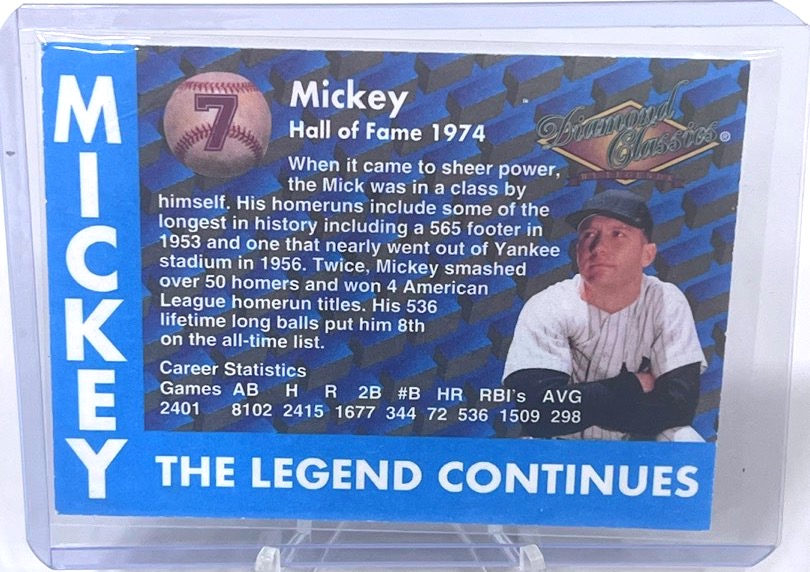 MICKEY
7
Mickey
Hall of Fame 1974
Diamond
Classics®
BY LEGENDS
When it came to sheer power,
the Mick was in a class by
himself. His homeruns include some of the
longest in history including a 565 footer in
1953 and one that nearly went out of Yankee
stadium in 1956. Twice, Mickey smashed
over 50 homers and won 4 American
League homerun titles. His 536
lifetime long balls put him 8th
on the all-time list.
Career Statistics
Games AB H R 2B #B HR RBI's AVG
2401 8102 2415 1677 344 72 536 1509 298
THE LEGEND CONTINUES